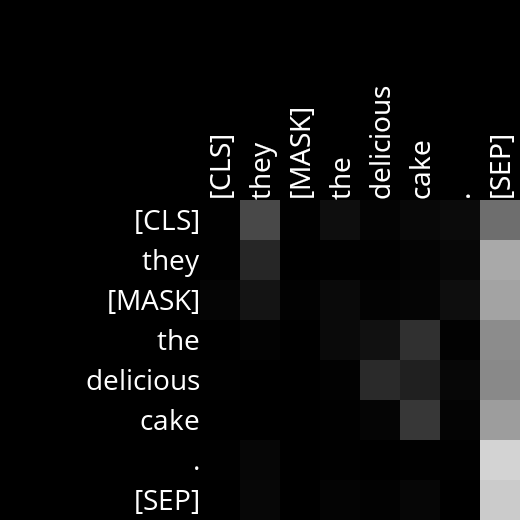 [CLS] they [MASK] the delicious cake . [SEP]
[CLS]
they
[MASK]
the
delicious
cake
.
[SEP]